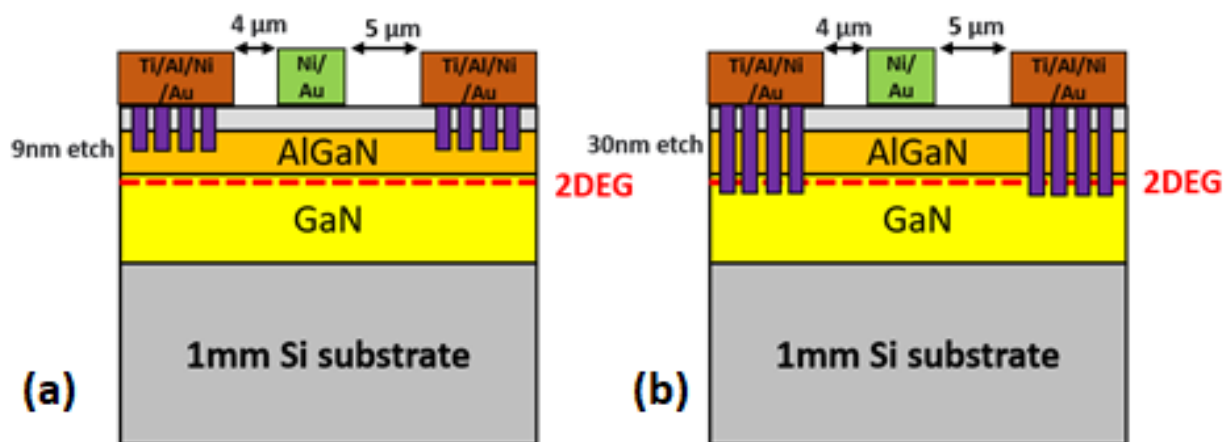 4 µm
5 µm
Ti/Al/Ni
/Au
Ni/
Au
Ti/Al/Ni
/Au
9nm etch
AlGaN
2DEG
GaN
1mm Si substrate
(a)
4 µm
5 µm
Ti/Al/Ni
/Au
Ni/
Au
Ti/Al/Ni
/Au
30nm etch
AlGaN
2DEG
GaN
1mm Si substrate
(b)